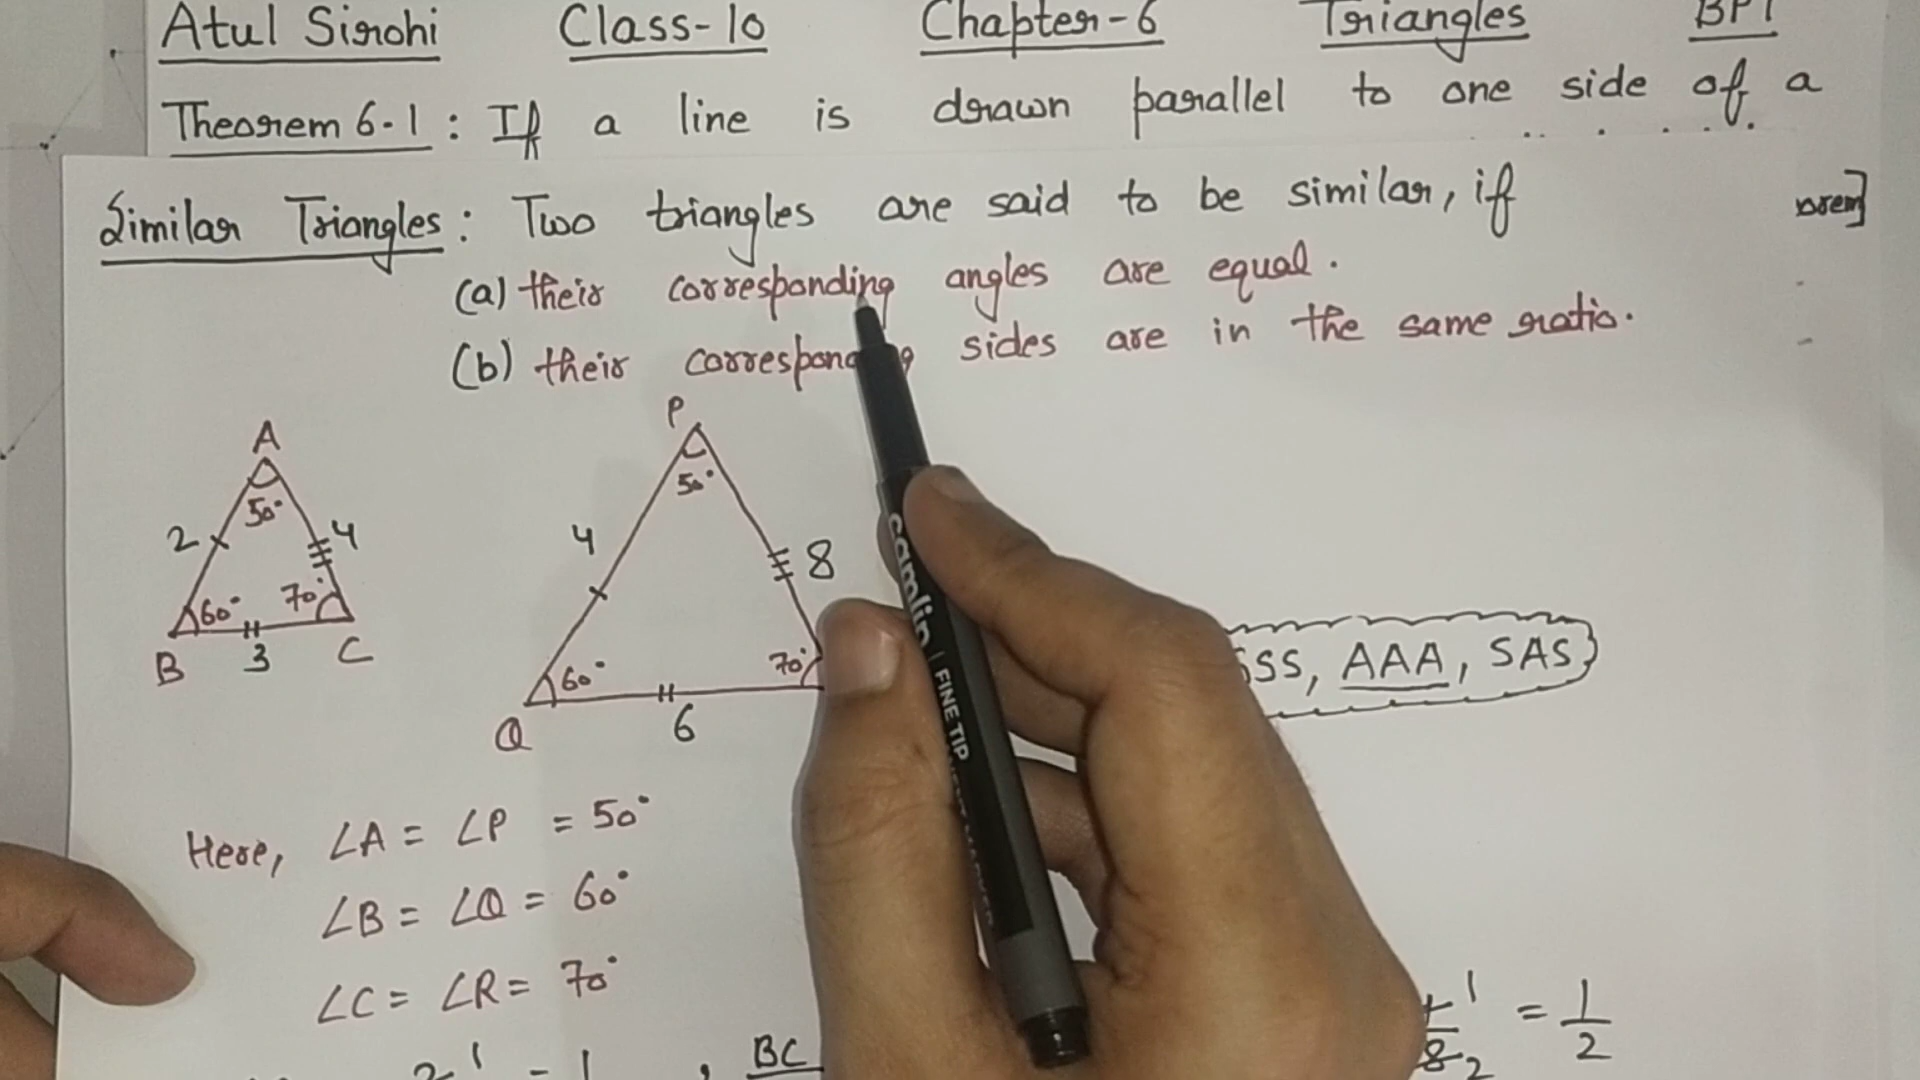 Atul Sirohi Class-10 Chapter-6 Triangles BPT
Theorem 6.1: If a line is drawn parallel to one side of a
Similar Triangles: Two triangles are said to be similar, if
(a) their corresponding angles are equal.
(b) their corresponding sides are in the same ratio.
A
50°
2
4
60°
70°
B
3
C
P
50°
4
8
60°
70°
Q
6
SSS, AAA, SAS
Camlin FINE TIP
Here, ∠A = ∠P = 50°
∠B = ∠Q = 60°
∠C = ∠R = 70°
BC
8 2 = 1/2